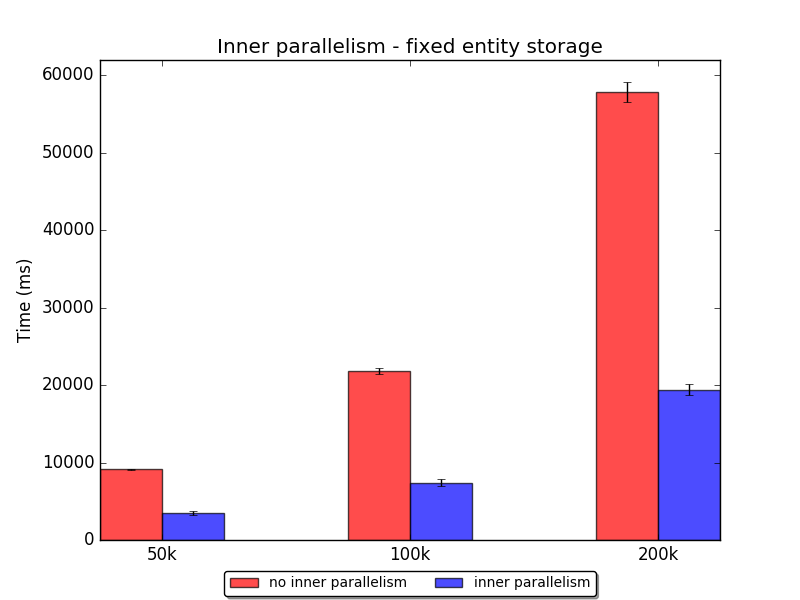 Inner parallelism - fixed entity storage
60000
50000
40000
30000
20000
10000
0
Time (ms)
50k 100k 200k
no inner parallelism inner parallelism